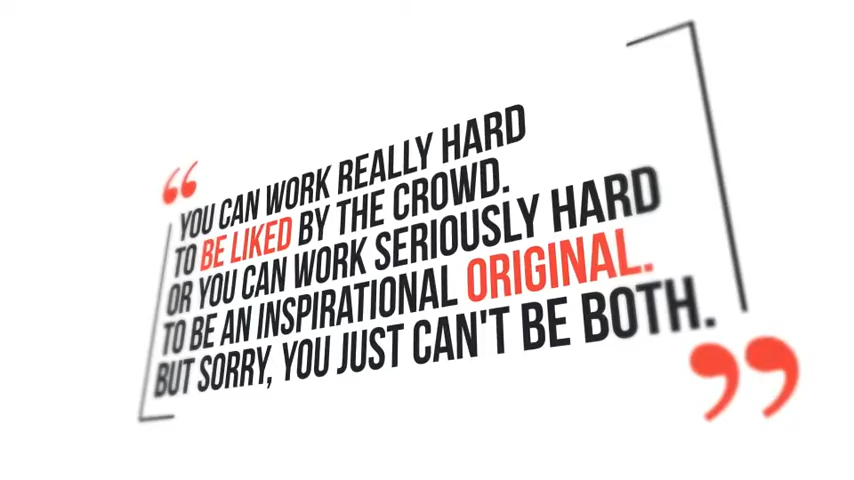 “
YOU CAN WORK REALLY HARD
TO BE LIKED BY THE CROWD.
OR YOU CAN WORK SERIOUSLY HARD
TO BE AN INSPIRATIONAL ORIGINAL.
BUT SORRY, YOU JUST CAN'T BE BOTH.
”